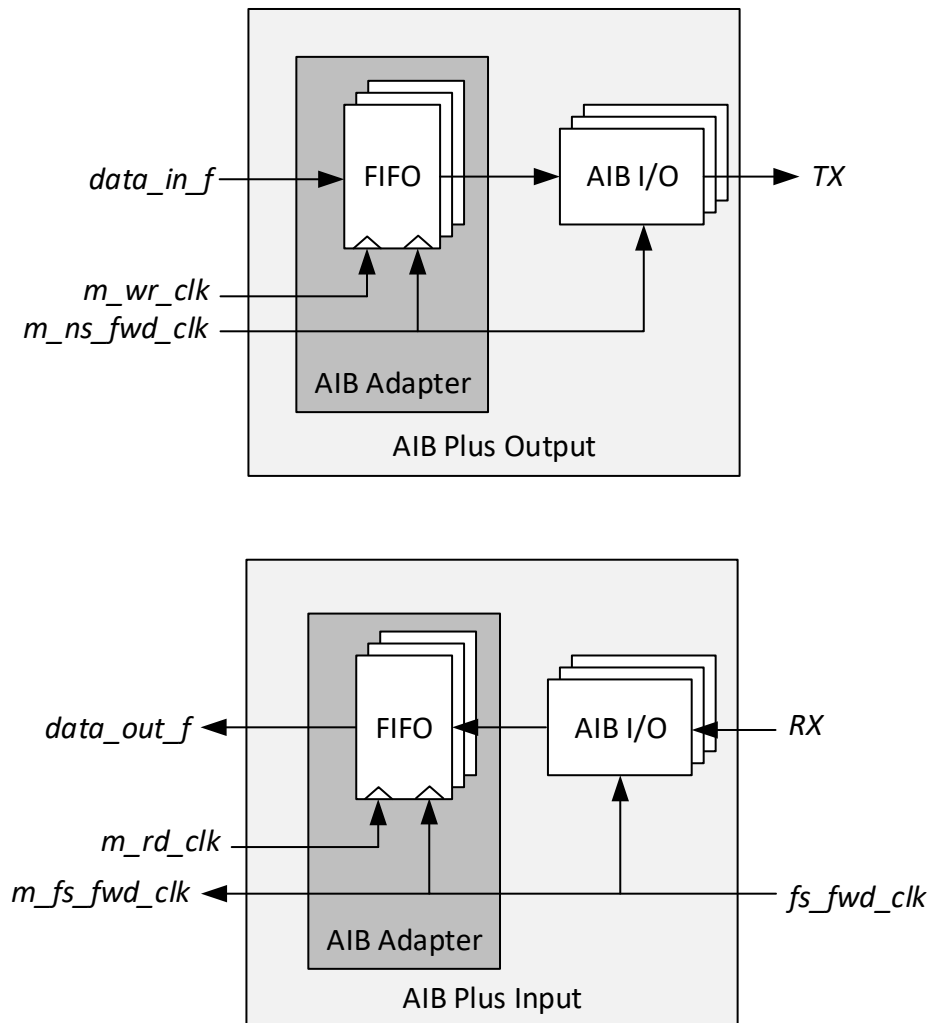 FIFO
AIB I/O
data_in_f
TX
m_wr_clk
m_ns_fwd_clk
AIB Adapter
AIB Plus Output
FIFO
AIB I/O
data_out_f
RX
m_rd_clk
m_fs_fwd_clk
fs_fwd_clk
AIB Adapter
AIB Plus Input